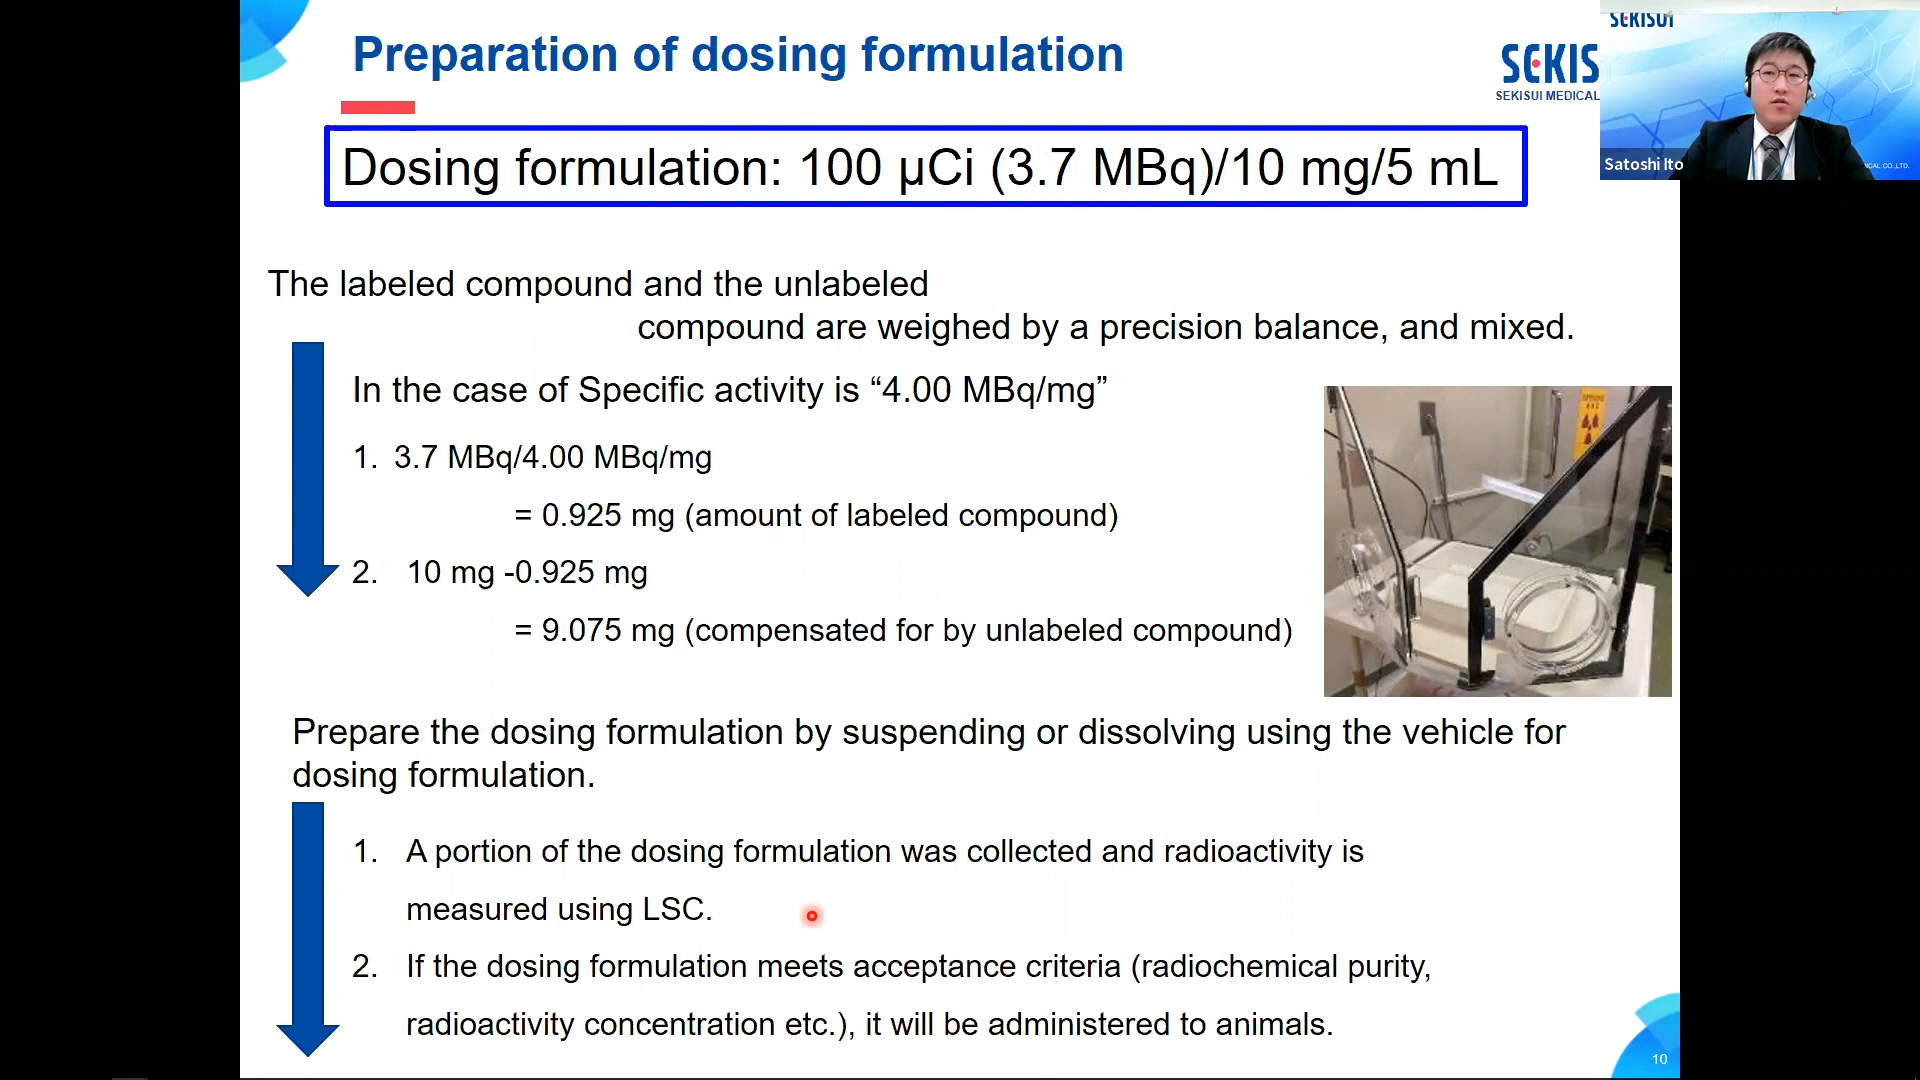 Preparation of dosing formulation
SEKIS
SEKISUI MEDICAL
SEKISUI
Satoshi Ito
ICAL CO.,LTD.
Dosing formulation: 100 µCi (3.7 MBq)/10 mg/5 mL
The labeled compound and the unlabeled
compound are weighed by a precision balance, and mixed.
In the case of Specific activity is “4.00 MBq/mg”
1. 3.7 MBq/4.00 MBq/mg
= 0.925 mg (amount of labeled compound)
2. 10 mg -0.925 mg
= 9.075 mg (compensated for by unlabeled compound)
Prepare the dosing formulation by suspending or dissolving using the vehicle for
dosing formulation.
1. A portion of the dosing formulation was collected and radioactivity is
measured using LSC.
2. If the dosing formulation meets acceptance criteria (radiochemical purity,
radioactivity concentration etc.), it will be administered to animals.
10